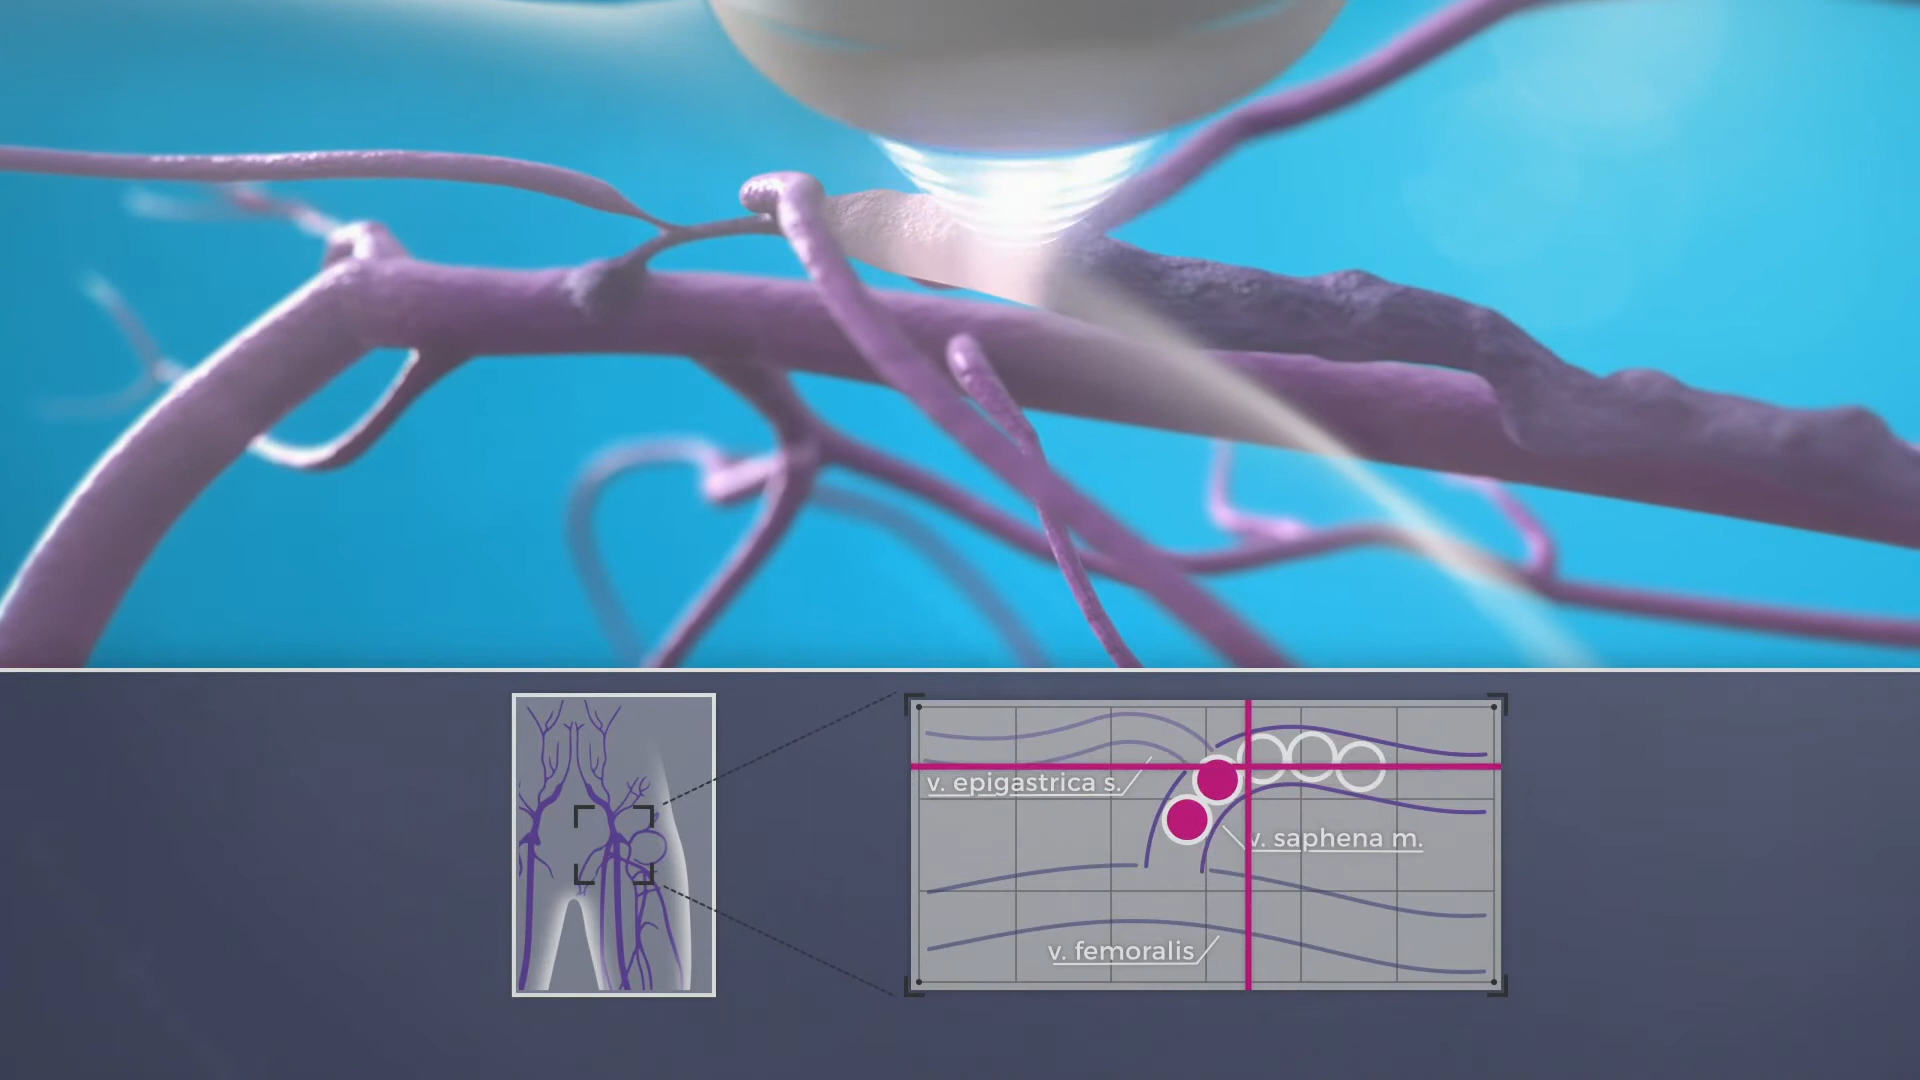 v. epigastrica s.
v. saphena m.
v. femoralis